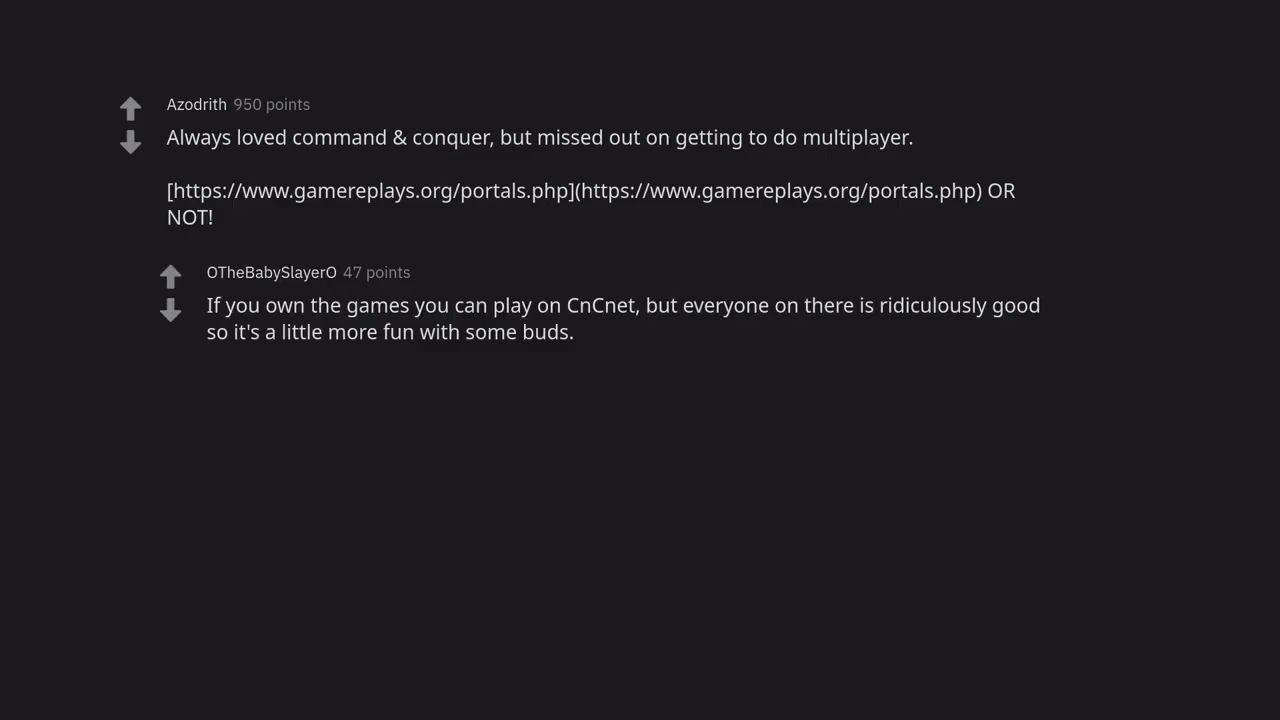 Azodrith 950 points
Always loved command & conquer, but missed out on getting to do multiplayer.
[https://www.gamereplays.org/portals.php](https://www.gamereplays.org/portals.php) OR
NOT!
OTheBabySlayerO 47 points
If you own the games you can play on CnCnet, but everyone on there is ridiculously good
so it's a little more fun with some buds.